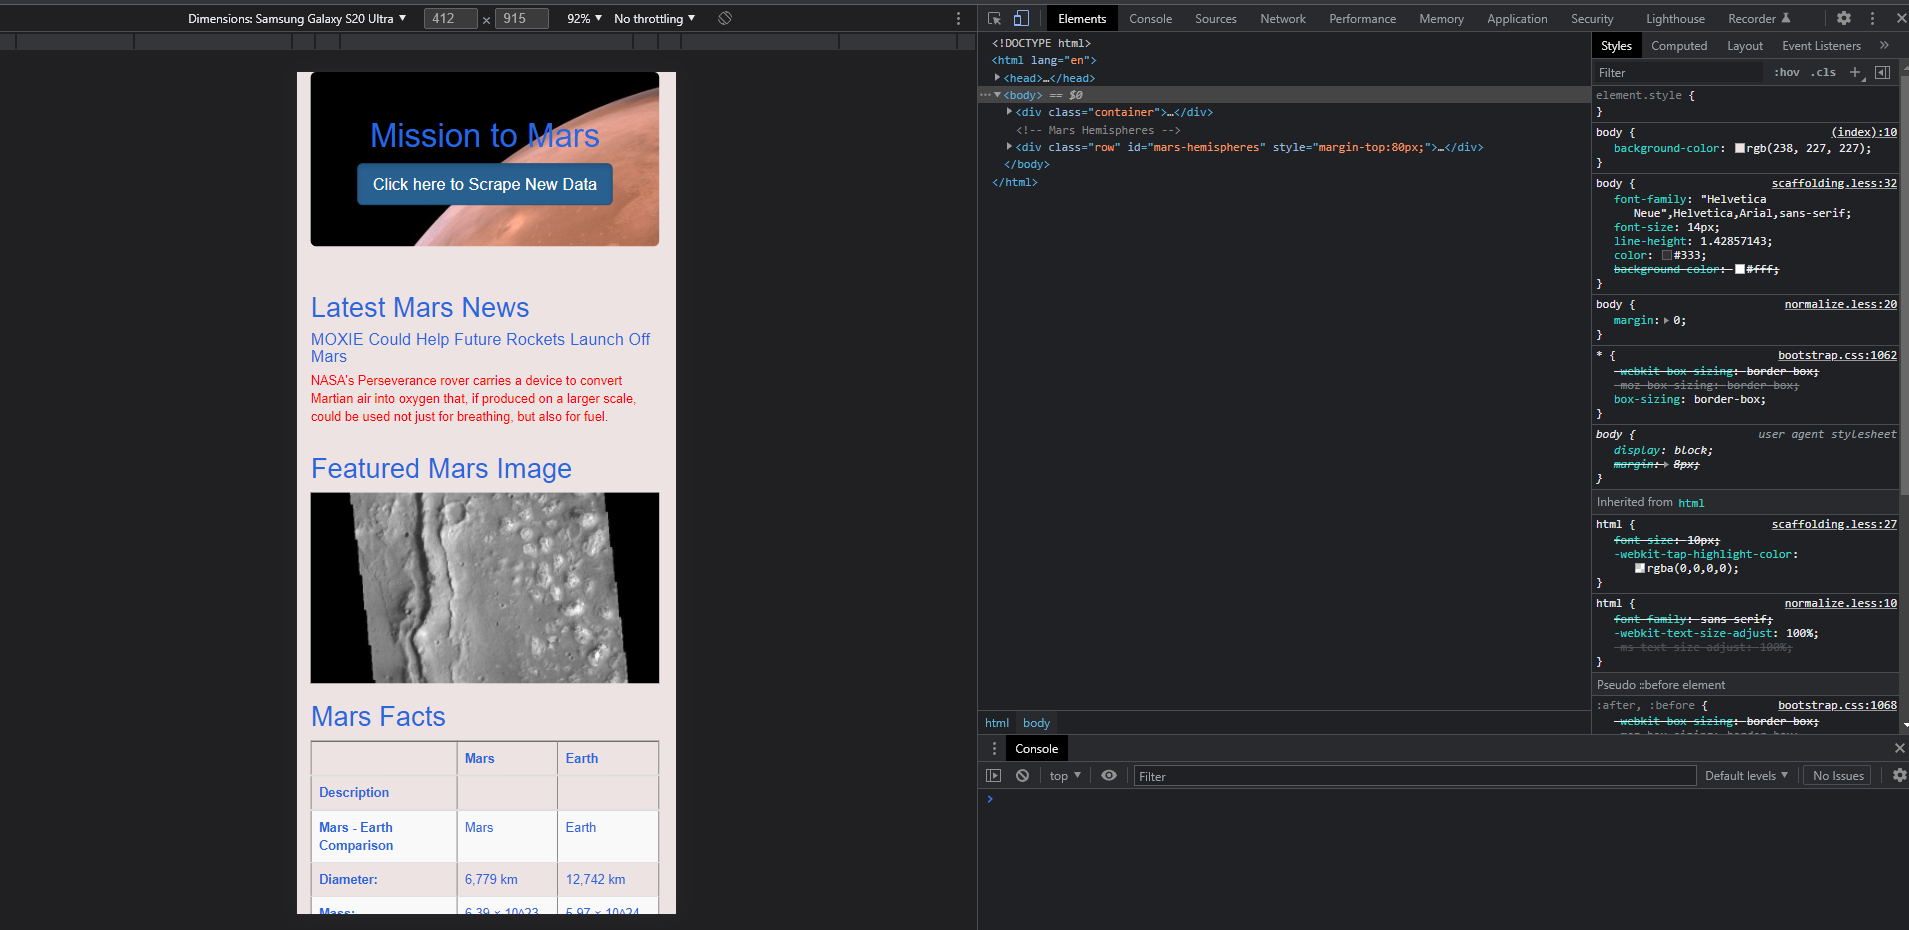 Dimensions: Samsung Galaxy S20 Ultra ▼ 412 × 915 92% ▼ No throttling ▼
Mission to Mars
Click here to Scrape New Data
Latest Mars News
MOXIE Could Help Future Rockets Launch Off
Mars
NASA's Perseverance rover carries a device to convert
Martian air into oxygen that, if produced on a larger scale,
could be used not just for breathing, but also for fuel.
Featured Mars Image
Mars Facts
Mars Earth
Description
Mars - Earth Mars Earth
Comparison
Diameter: 6,779 km 12,742 km
Mass: 6.39 × 10^23 5.97 × 10^24
Elements Console Sources Network Performance Memory Application Security Lighthouse Recorder
<!DOCTYPE html>
<html lang="en">
<head>…</head>
<body> == $0
<div class="container">…</div>
<!-- Mars Hemispheres -->
<div class="row" id="mars-hemispheres" style="margin-top:80px;">…</div>
</body>
</html>
html body
Styles Computed Layout Event Listeners »
Filter :hov .cls +
element.style {
}
body { (index):10
background-color: rgb(238, 227, 227);
}
body { scaffolding.less:32
font-family: "Helvetica
Neue",Helvetica,Arial,sans-serif;
font-size: 14px;
line-height: 1.42857143;
color: #333;
background-color: #fff;
}
body { normalize.less:20
margin: 0;
}
* { bootstrap.css:1062
-webkit-box-sizing: border-box;
-moz-box-sizing: border-box;
box-sizing: border-box;
}
body { user agent stylesheet
display: block;
margin: 8px;
}
Inherited from html
html { scaffolding.less:27
font-size: 10px;
-webkit-tap-highlight-color:
rgba(0,0,0,0);
}
html { normalize.less:10
font-family: sans-serif;
-webkit-text-size-adjust: 100%;
-ms-text-size-adjust: 100%;
}
Pseudo ::before element
:after, :before { bootstrap.css:1068
-webkit-box-sizing: border-box;
-moz-box-sizing: border-box;
Console
top ▼ Filter Default levels ▼ No Issues